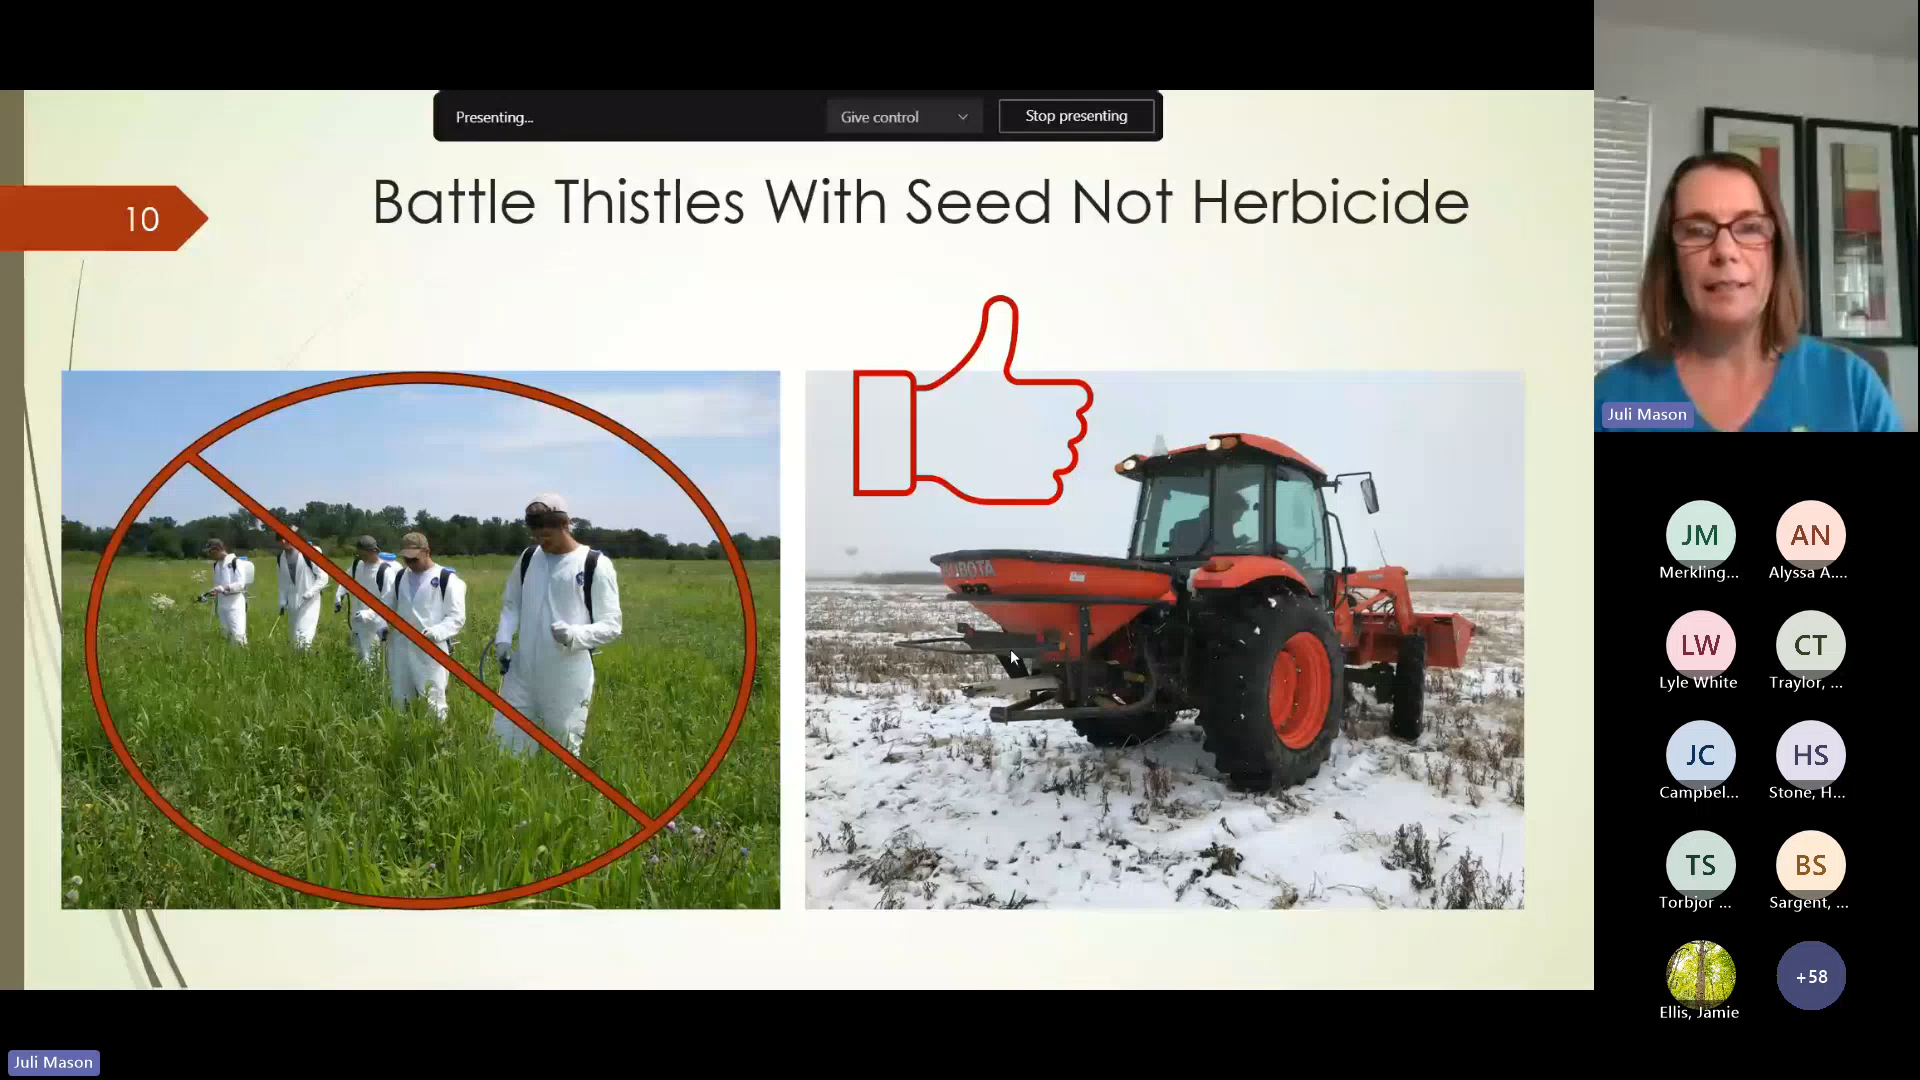 Presenting...
Give control
Stop presenting
10
Battle Thistles With Seed Not Herbicide
KUBOTA
Juli Mason
JM
Merkling...
AN
Alyssa A....
LW
Lyle White
CT
Traylor, ...
JC
Campbel...
HS
Stone, H...
TS
Torbjor ...
BS
Sargent, ...
Ellis, Jamie
+58
Juli Mason